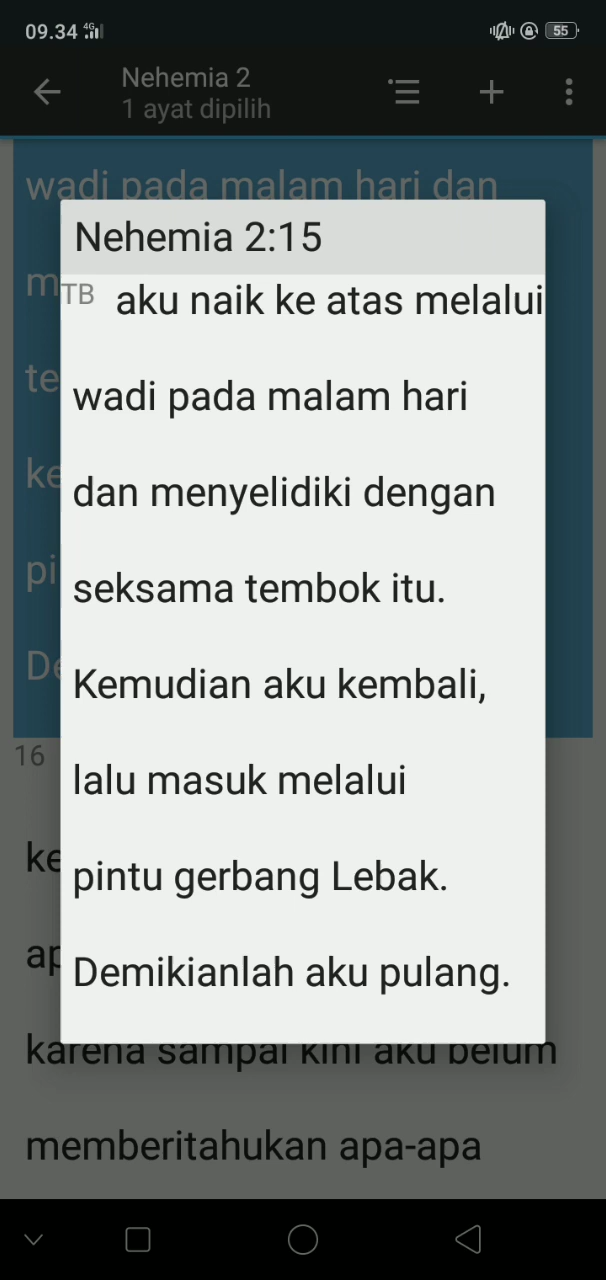 09.34 4G 55
Nehemia 2
1 ayat dipilih
wadi pada malam hari dan
Nehemia 2:15
TB aku naik ke atas melalui
wadi pada malam hari
dan menyelidiki dengan
seksama tembok itu.
Kemudian aku kembali,
lalu masuk melalui
pintu gerbang Lebak.
Demikianlah aku pulang.
16
karena sampai kini aku belum
memberitahukan apa-apa